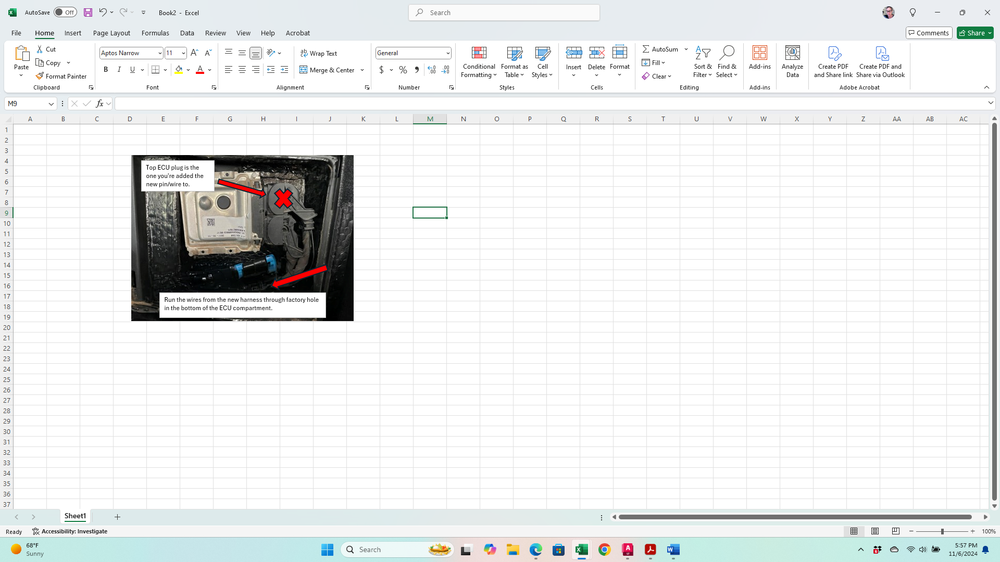 AutoSave Off Book2 - Excel Search
File Home Insert Page Layout Formulas Data Review View Help Acrobat Comments Share
Paste Cut Copy Format Painter Clipboard
Aptos Narrow 11 B I U A Font
Wrap Text Merge & Center Alignment
General $ % Number
Conditional Formatting Format as Table Cell Styles Styles
Insert Delete Format Cells
AutoSum Fill Clear Sort & Filter Find & Select Editing
Add-ins Add-ins
Analyze Data
Create PDF and Share link Create PDF and Share via Outlook Adobe Acrobat
M9 fx
A B C D E F G H I J K L M N O P Q R S T U V W X Y Z AA AB AC
1
2
3
4
5
6
7
8
9
10
11
12
13
14
15
16
17
18
19
20
21
22
23
24
25
26
27
28
29
30
31
32
33
34
35
36
37
Top ECU plug is the
one you're added the
new pin/wire to.
Run the wires from the new harness through factory hole
in the bottom of the ECU compartment.
Sheet1
Ready Accessibility: Investigate 100%
68°F
Sunny
Search
5:57 PM
11/6/2024